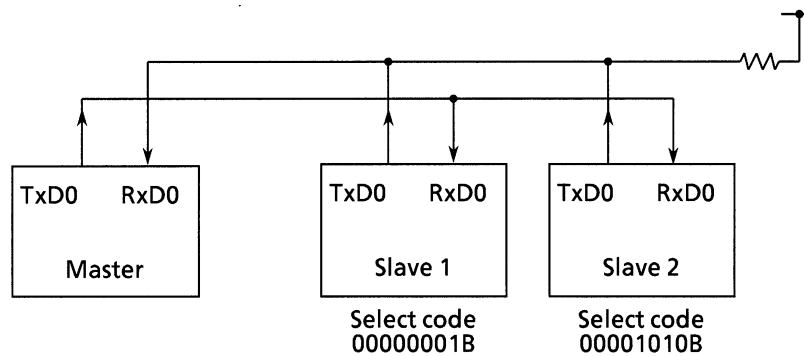 TxD0 RxD0
Master
TxD0 RxD0
Slave 1
Select code
00000001B
TxD0 RxD0
Slave 2
Select code
00001010B